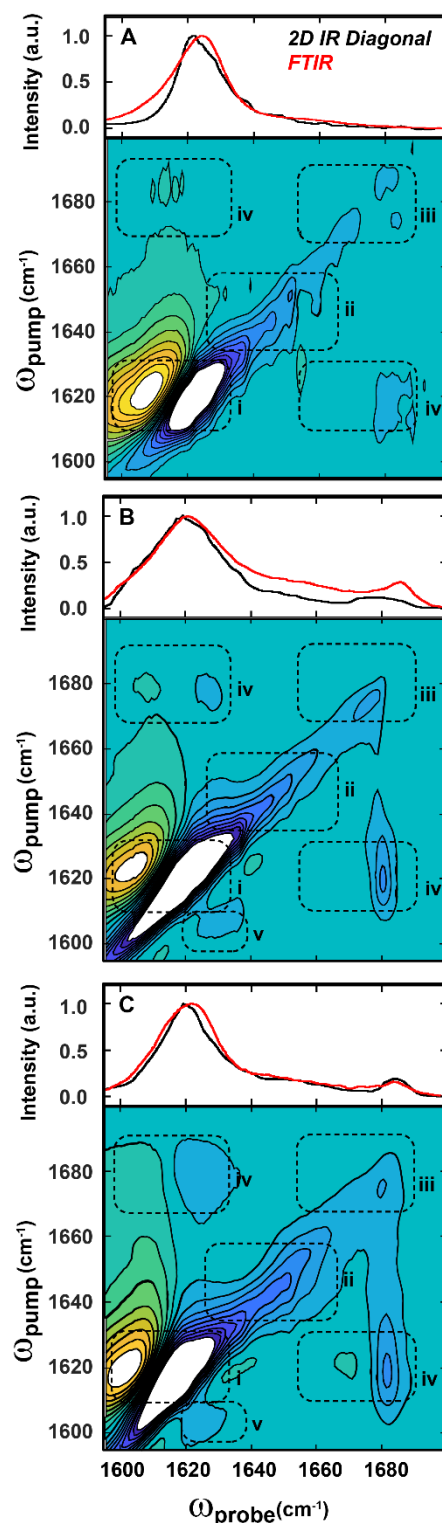 A
2D IR Diagonal
FTIR
Intensity (a.u.)
1.0
0.5
0.0
ωpump(cm⁻¹)
1680
1660
1640
1620
1600
iv
iii
ii
i
iv
B
Intensity (a.u.)
1.0
0.5
0.0
ωpump(cm⁻¹)
1680
1660
1640
1620
1600
iv
iii
ii
i
iv
v
C
Intensity (a.u.)
1.0
0.5
0.0
ωpump(cm⁻¹)
1680
1660
1640
1620
1600
iv
iii
ii
i
iv
v
1600 1620 1640 1660 1680
ωprobe(cm⁻¹)